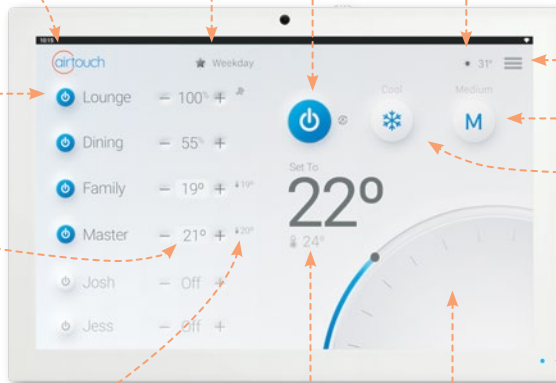 10:15
airtouch
Weekday
31°
Cool
Medium
Lounge − 100% +
M
Dining − 55% +
Set To
Family − 19° + 19°
22°
Master − 21° + 20°
24°
Josh − Off +
Jess − Off +